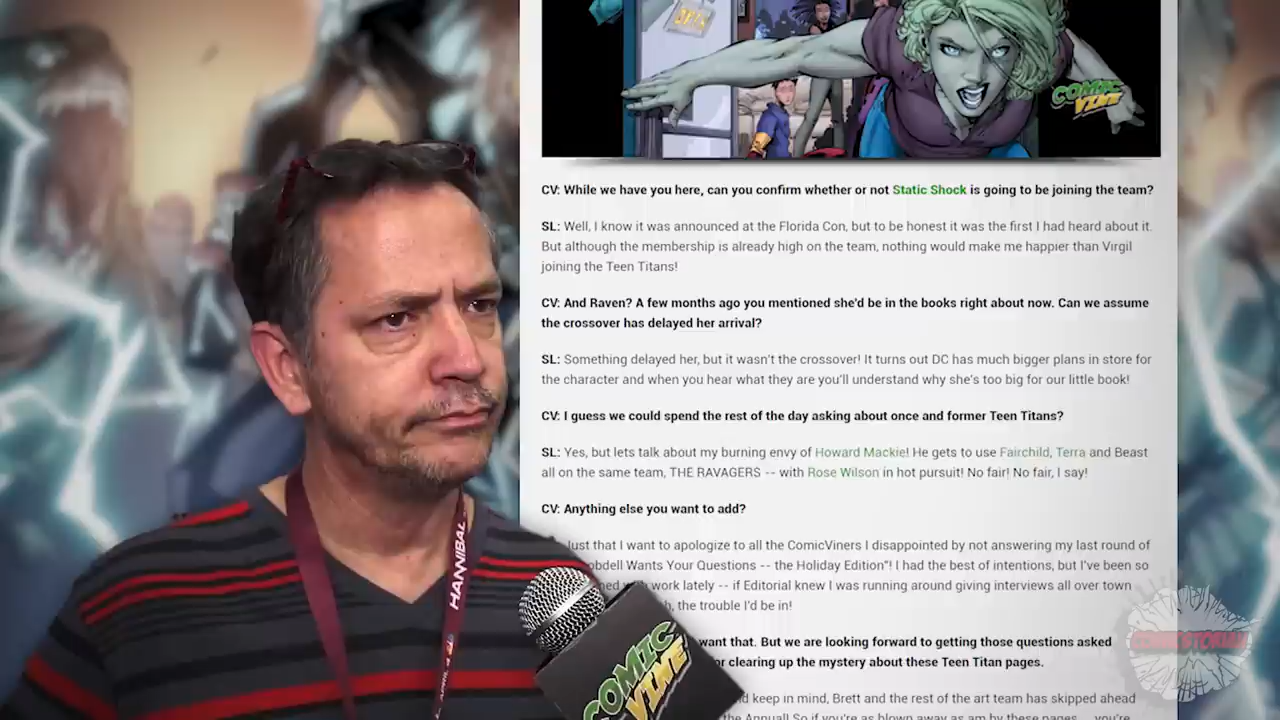 COMIC
VINE
CV: While we have you here, can you confirm whether or not Static Shock is going to be joining the team?
SL: Well, I know it was announced at the Florida Con, but to be honest it was the first I had heard about it.
But although the membership is already high on the team, nothing would make me happier than Virgil
joining the Teen Titans!
CV: And Raven? A few months ago you mentioned she'd be in the books right about now. Can we assume
the crossover has delayed her arrival?
SL: Something delayed her, but it wasn't the crossover! It turns out DC has much bigger plans in store for
the character and when you hear what they are you'll understand why she's too big for our little book!
CV: I guess we could spend the rest of the day asking about once and former Teen Titans?
SL: Yes, but lets talk about my burning envy of Howard Mackie! He gets to use Fairchild, Terra and Beast
all on the same team, THE RAVAGERS -- with Rose Wilson in hot pursuit! No fair! No fair, I say!
CV: Anything else you want to add?
Just that I want to apologize to all the ComicViners I disappointed by not answering my last round of
obdell Wants Your Questions -- the Holiday Edition"! I had the best of intentions, but I've been so
work lately -- if Editorial knew I was running around giving interviews all over town
, the trouble I'd be in!
want that. But we are looking forward to getting those questions asked
or clearing up the mystery about these Teen Titan pages.
keep in mind, Brett and the rest of the art team has skipped ahead
the Annual! So if you're as blown away as am by these pages... you're
HANNIBAL
COMIC
VINE
COMICSTORIAN